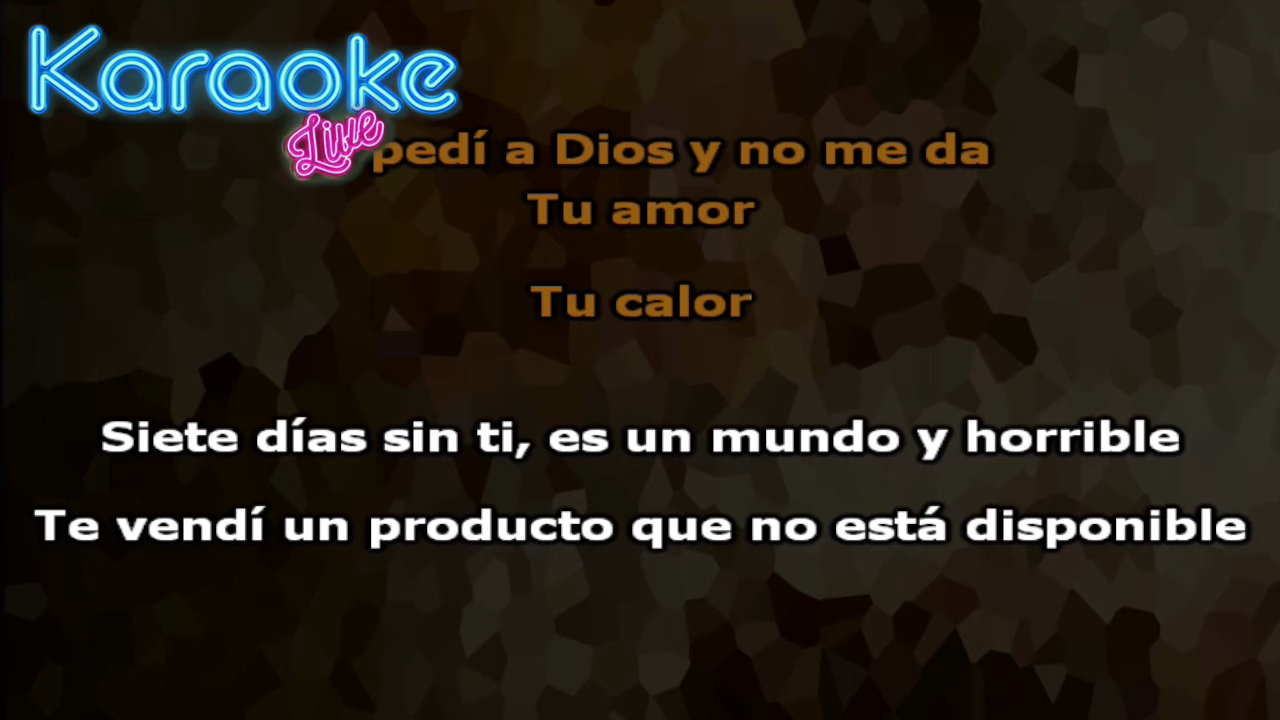 Karaoke
Live
pedí a Dios y no me da
Tu amor
Tu calor
Siete días sin ti, es un mundo y horrible
Te vendí un producto que no está disponible